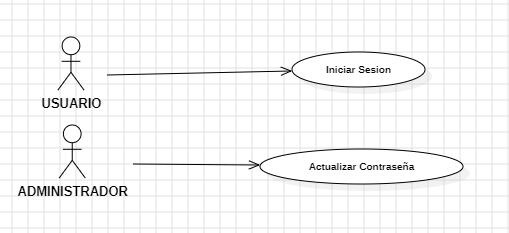 Iniciar Sesion
USUARIO
Actualizar Contraseña
ADMINISTRADOR